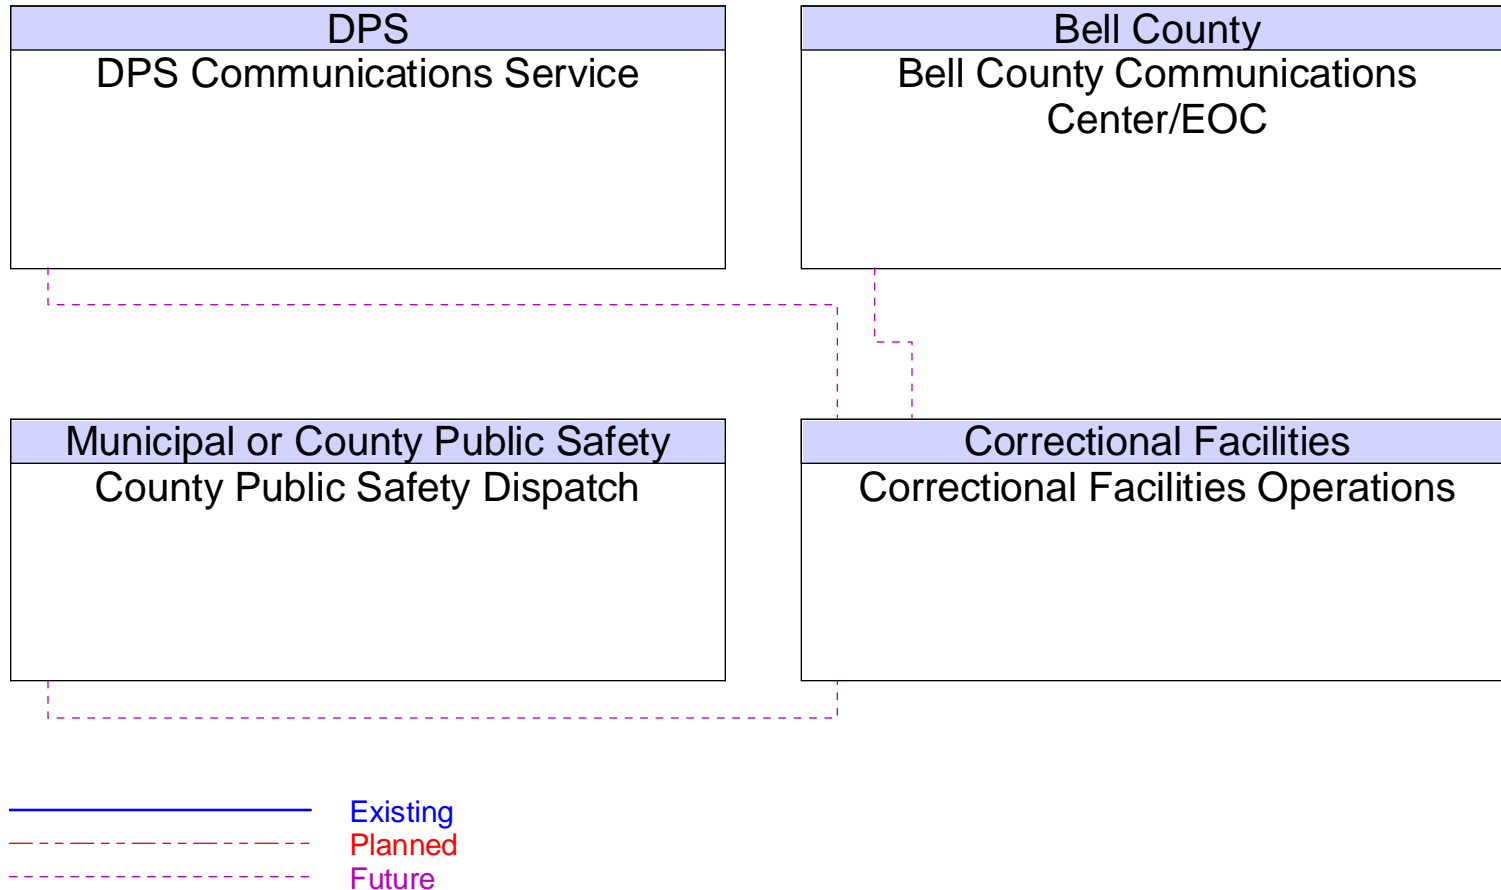 DPS
DPS Communications Service
Bell County
Bell County Communications
Center/EOC
Municipal or County Public Safety
County Public Safety Dispatch
Correctional Facilities
Correctional Facilities Operations
Existing
Planned
Future